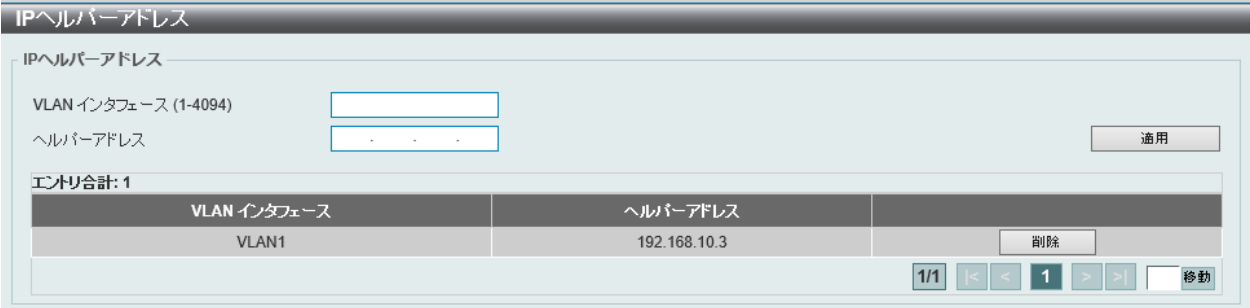 IPヘルパーアドレス
IPヘルパーアドレス
VLAN インタフェース (1-4094)
ヘルパーアドレス . . . 適用
エントリ合計: 1
VLAN インタフェース ヘルパーアドレス
VLAN1 192.168.10.3 削除
1/1 |< < 1 > >| 移動